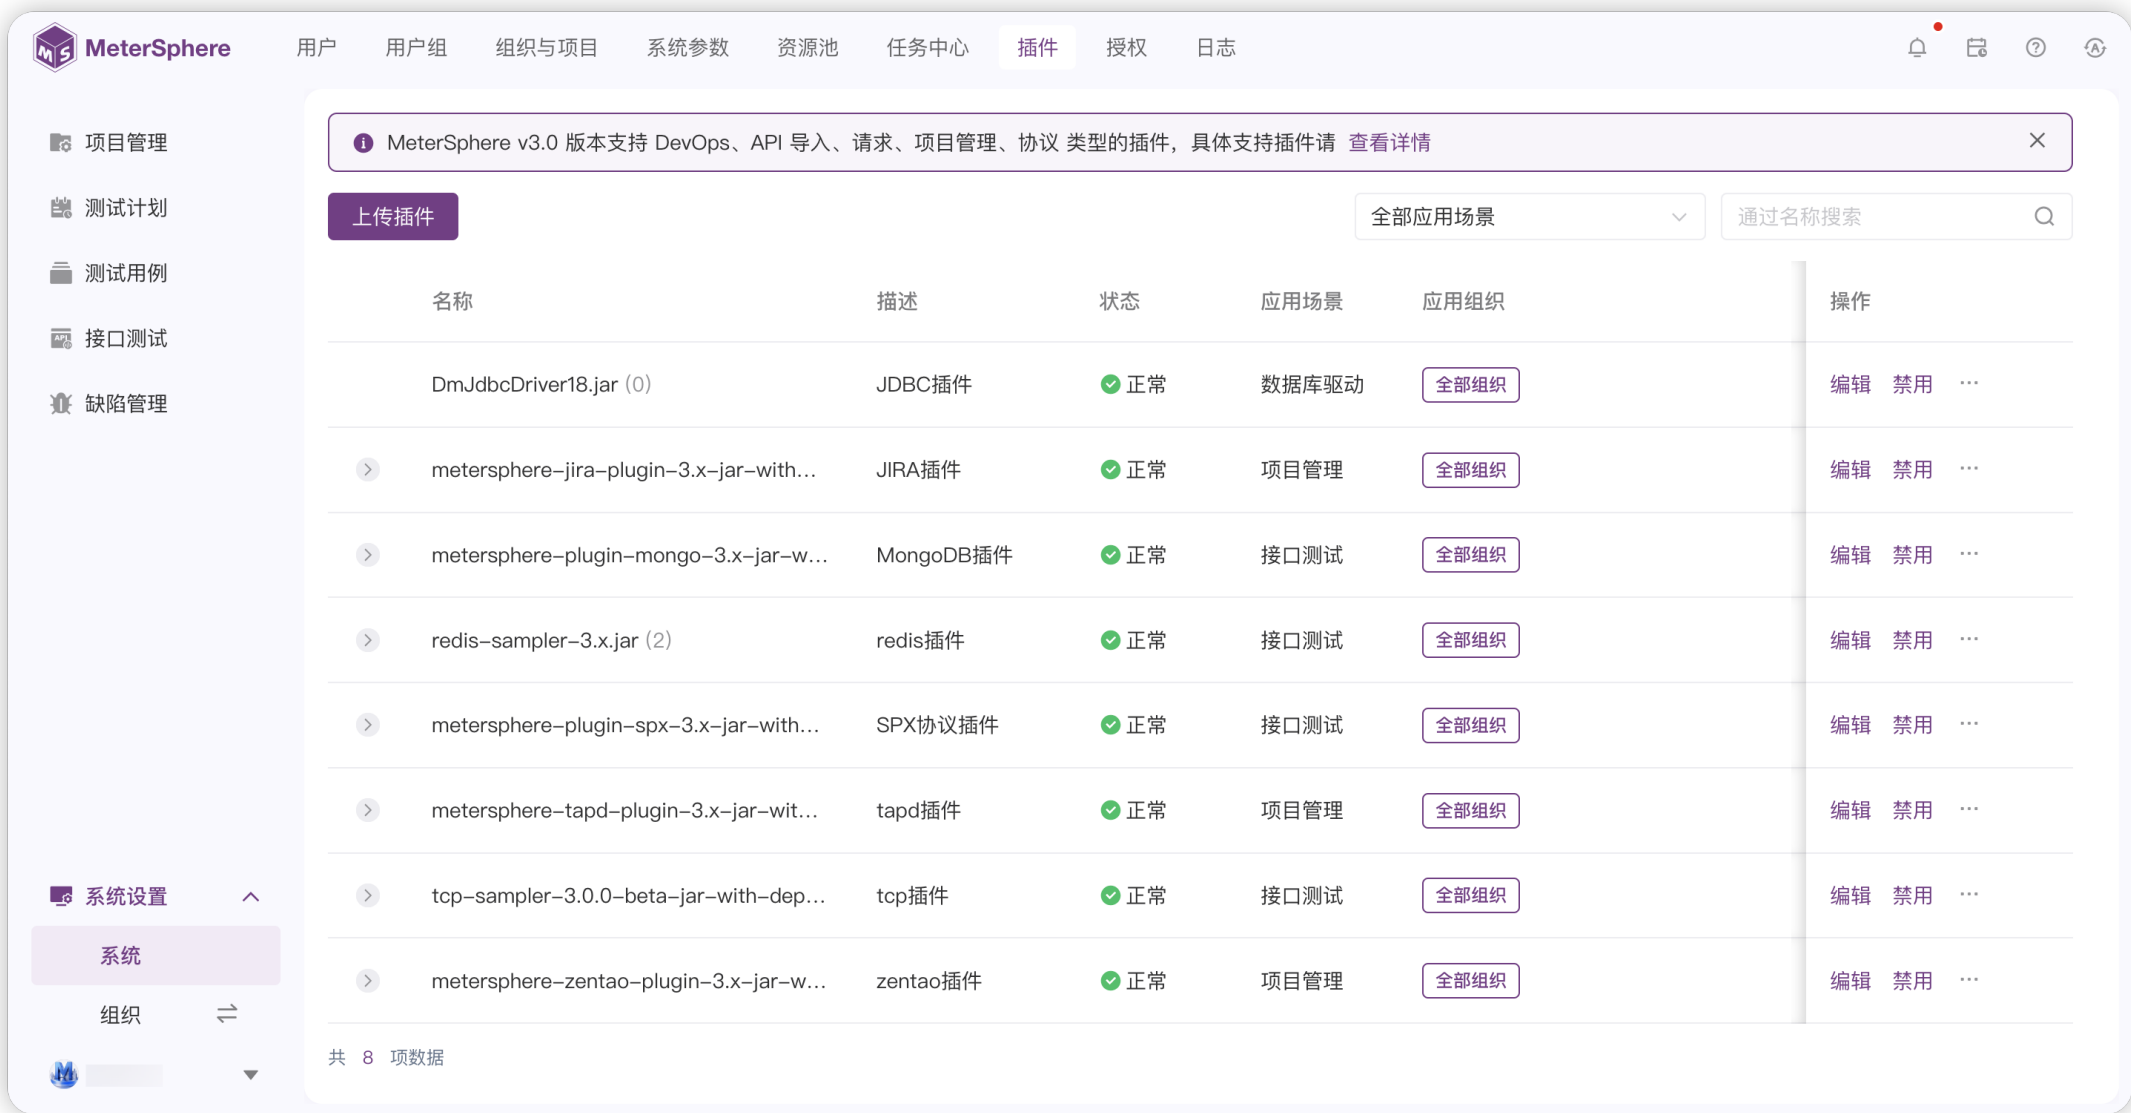 MeterSphere 用户 用户组 组织与项目 系统参数 资源池 任务中心 插件 授权 日志
项目管理
测试计划
测试用例
接口测试
缺陷管理
系统设置
系统
组织
MeterSphere v3.0 版本支持 DevOps、API 导入、请求、项目管理、协议 类型的插件，具体支持插件请 查看详情
上传插件 全部应用场景 通过名称搜索
名称 描述 状态 应用场景 应用组织 操作
DmJdbcDriver18.jar (0) JDBC插件 正常 数据库驱动 全部组织 编辑 禁用 ···
metersphere-jira-plugin-3.x-jar-with... JIRA插件 正常 项目管理 全部组织 编辑 禁用 ···
metersphere-plugin-mongo-3.x-jar-w... MongoDB插件 正常 接口测试 全部组织 编辑 禁用 ···
redis-sampler-3.x.jar (2) redis插件 正常 接口测试 全部组织 编辑 禁用 ···
metersphere-plugin-spx-3.x-jar-with... SPX协议插件 正常 接口测试 全部组织 编辑 禁用 ···
metersphere-tapd-plugin-3.x-jar-wit... tapd插件 正常 项目管理 全部组织 编辑 禁用 ···
tcp-sampler-3.0.0-beta-jar-with-dep... tcp插件 正常 接口测试 全部组织 编辑 禁用 ···
metersphere-zentao-plugin-3.x-jar-w... zentao插件 正常 项目管理 全部组织 编辑 禁用 ···
共 8 项数据